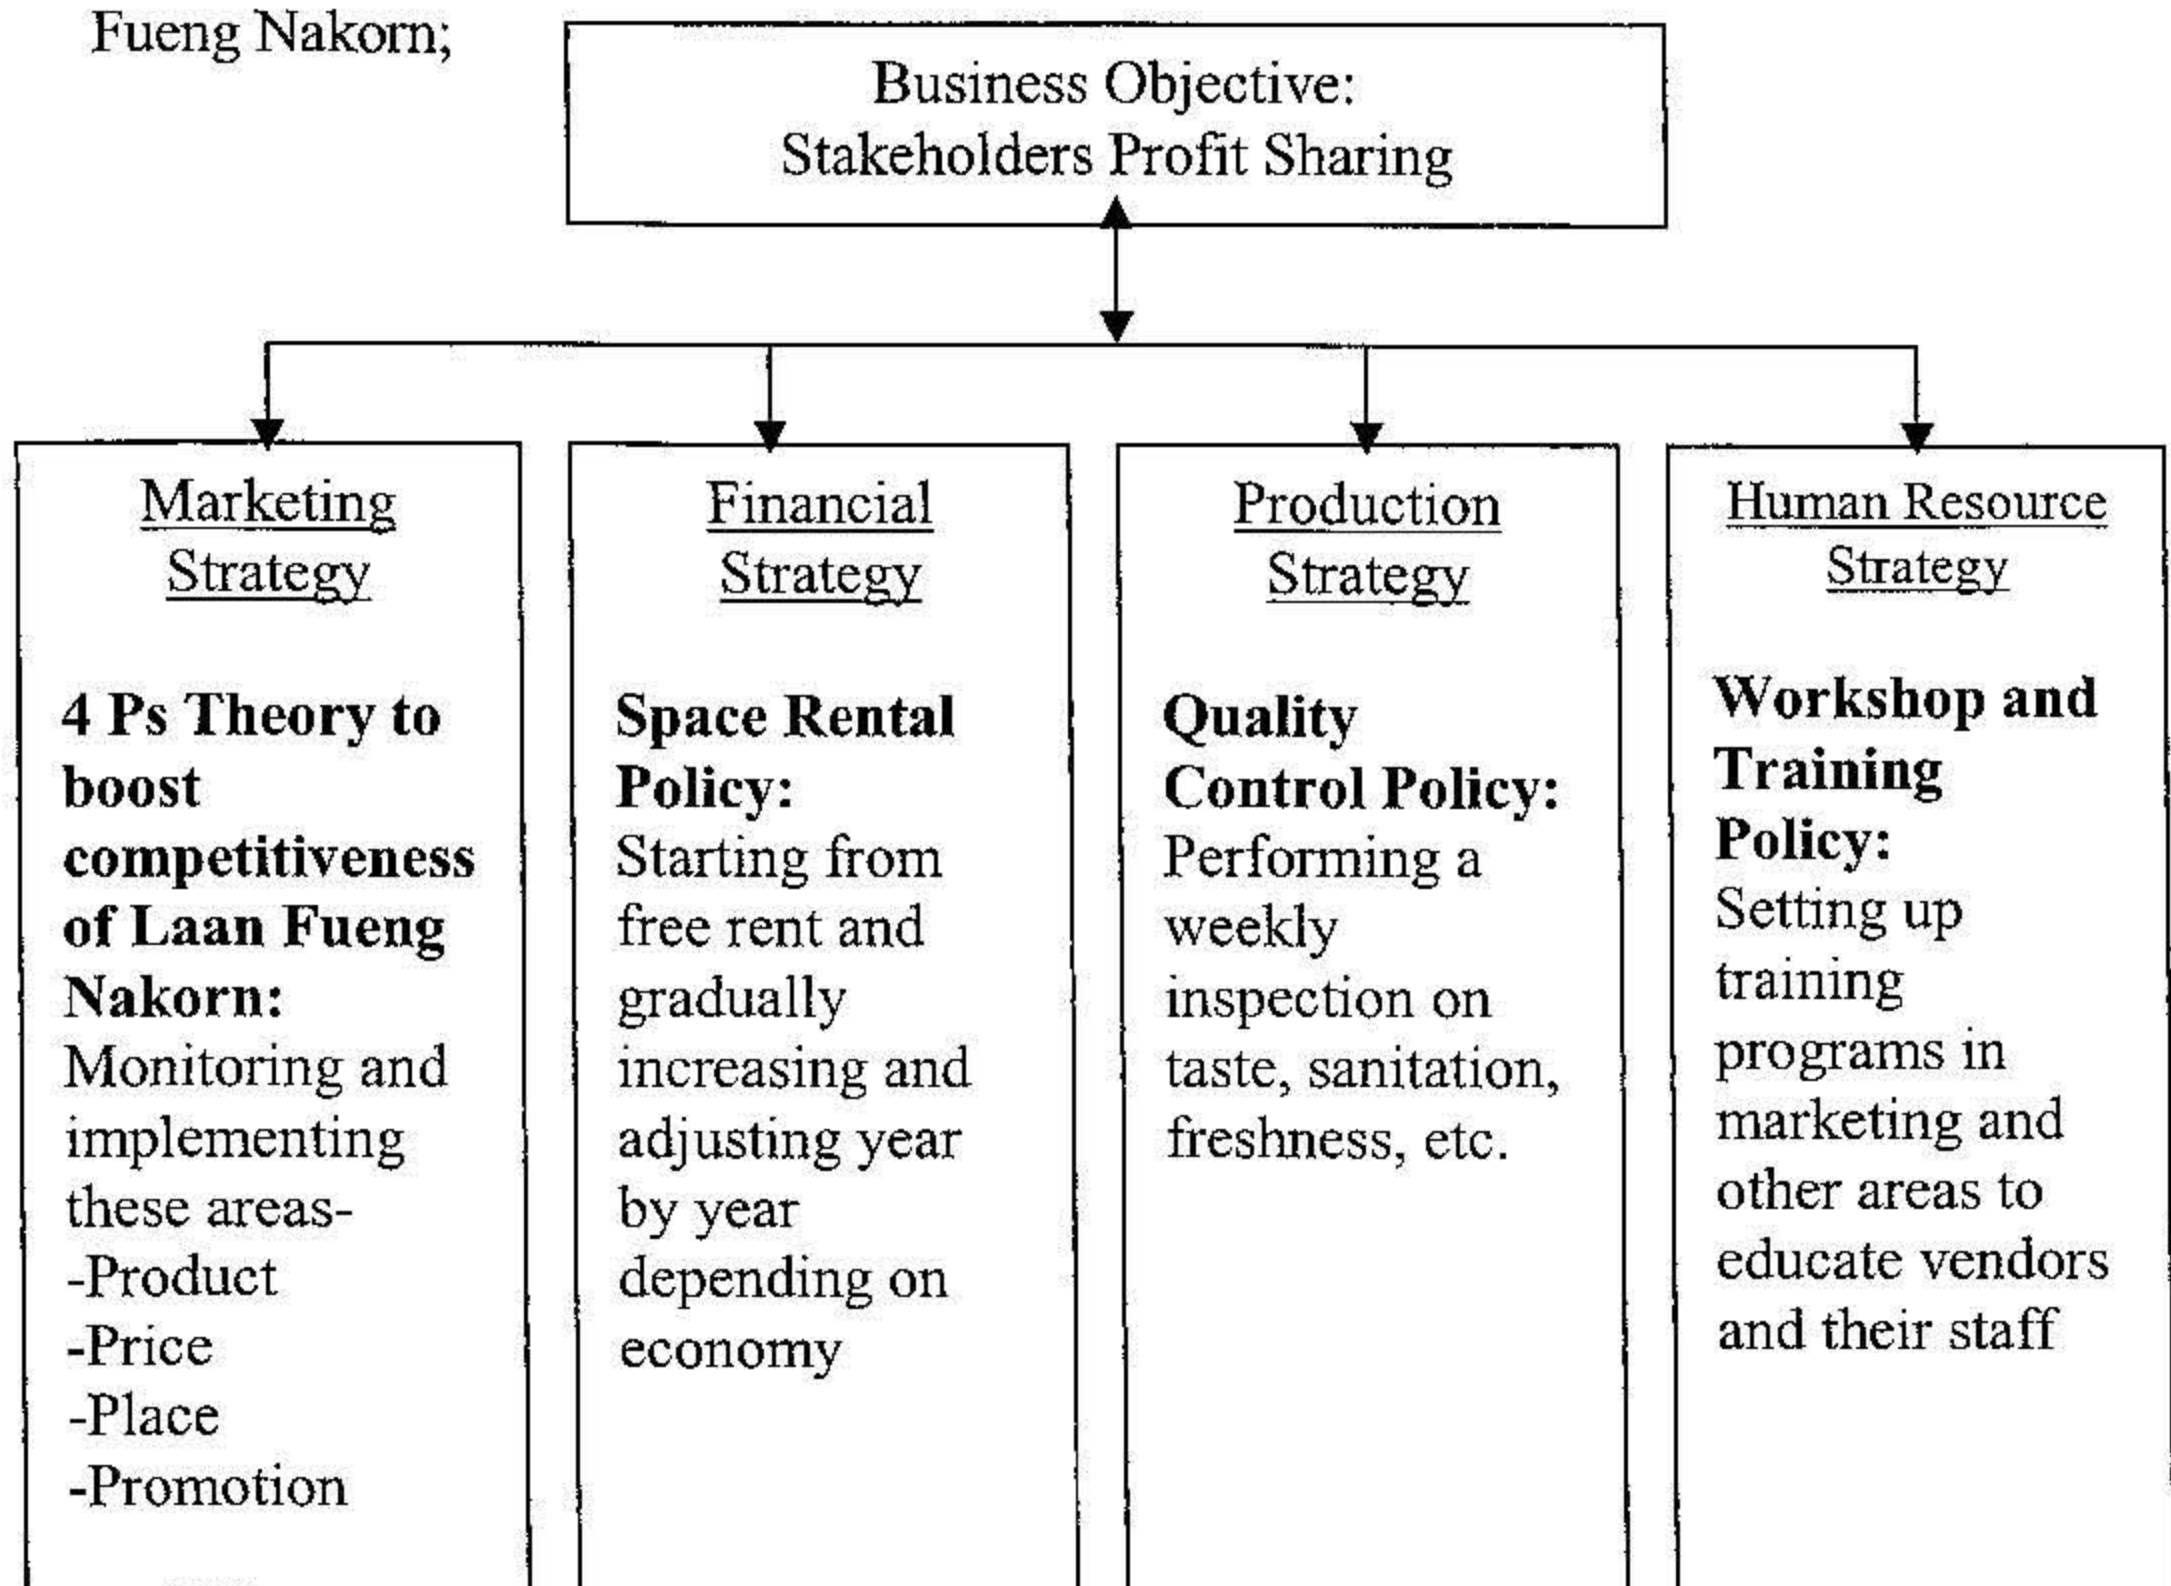 Fueng Nakorn;
Business Objective:
Stakeholders Profit Sharing
Marketing
Strategy
4 Ps Theory to
boost
competitiveness
of Laan Fueng
Nakorn:
Monitoring and
implementing
these areas-
-Product
-Price
-Place
-Promotion
Financial
Strategy
Space Rental
Policy:
Starting from
free rent and
gradually
increasing and
adjusting year
by year
depending on
economy
Production
Strategy
Quality
Control Policy:
Performing a
weekly
inspection on
taste, sanitation,
freshness, etc.
Human Resource
Strategy
Workshop and
Training
Policy:
Setting up
training
programs in
marketing and
other areas to
educate vendors
and their staff